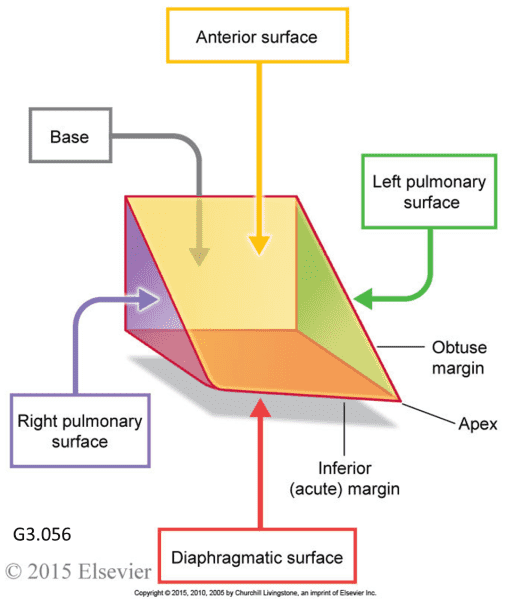 Anterior surface
Base
Left pulmonary
surface
Obtuse
margin
Right pulmonary
surface
Apex
Inferior
(acute) margin
G3.056
Diaphragmatic surface
© 2015 Elsevier
Copyright © 2015, 2010, 2005 by Churchill Livingstone, an imprint of Elsevier Inc.